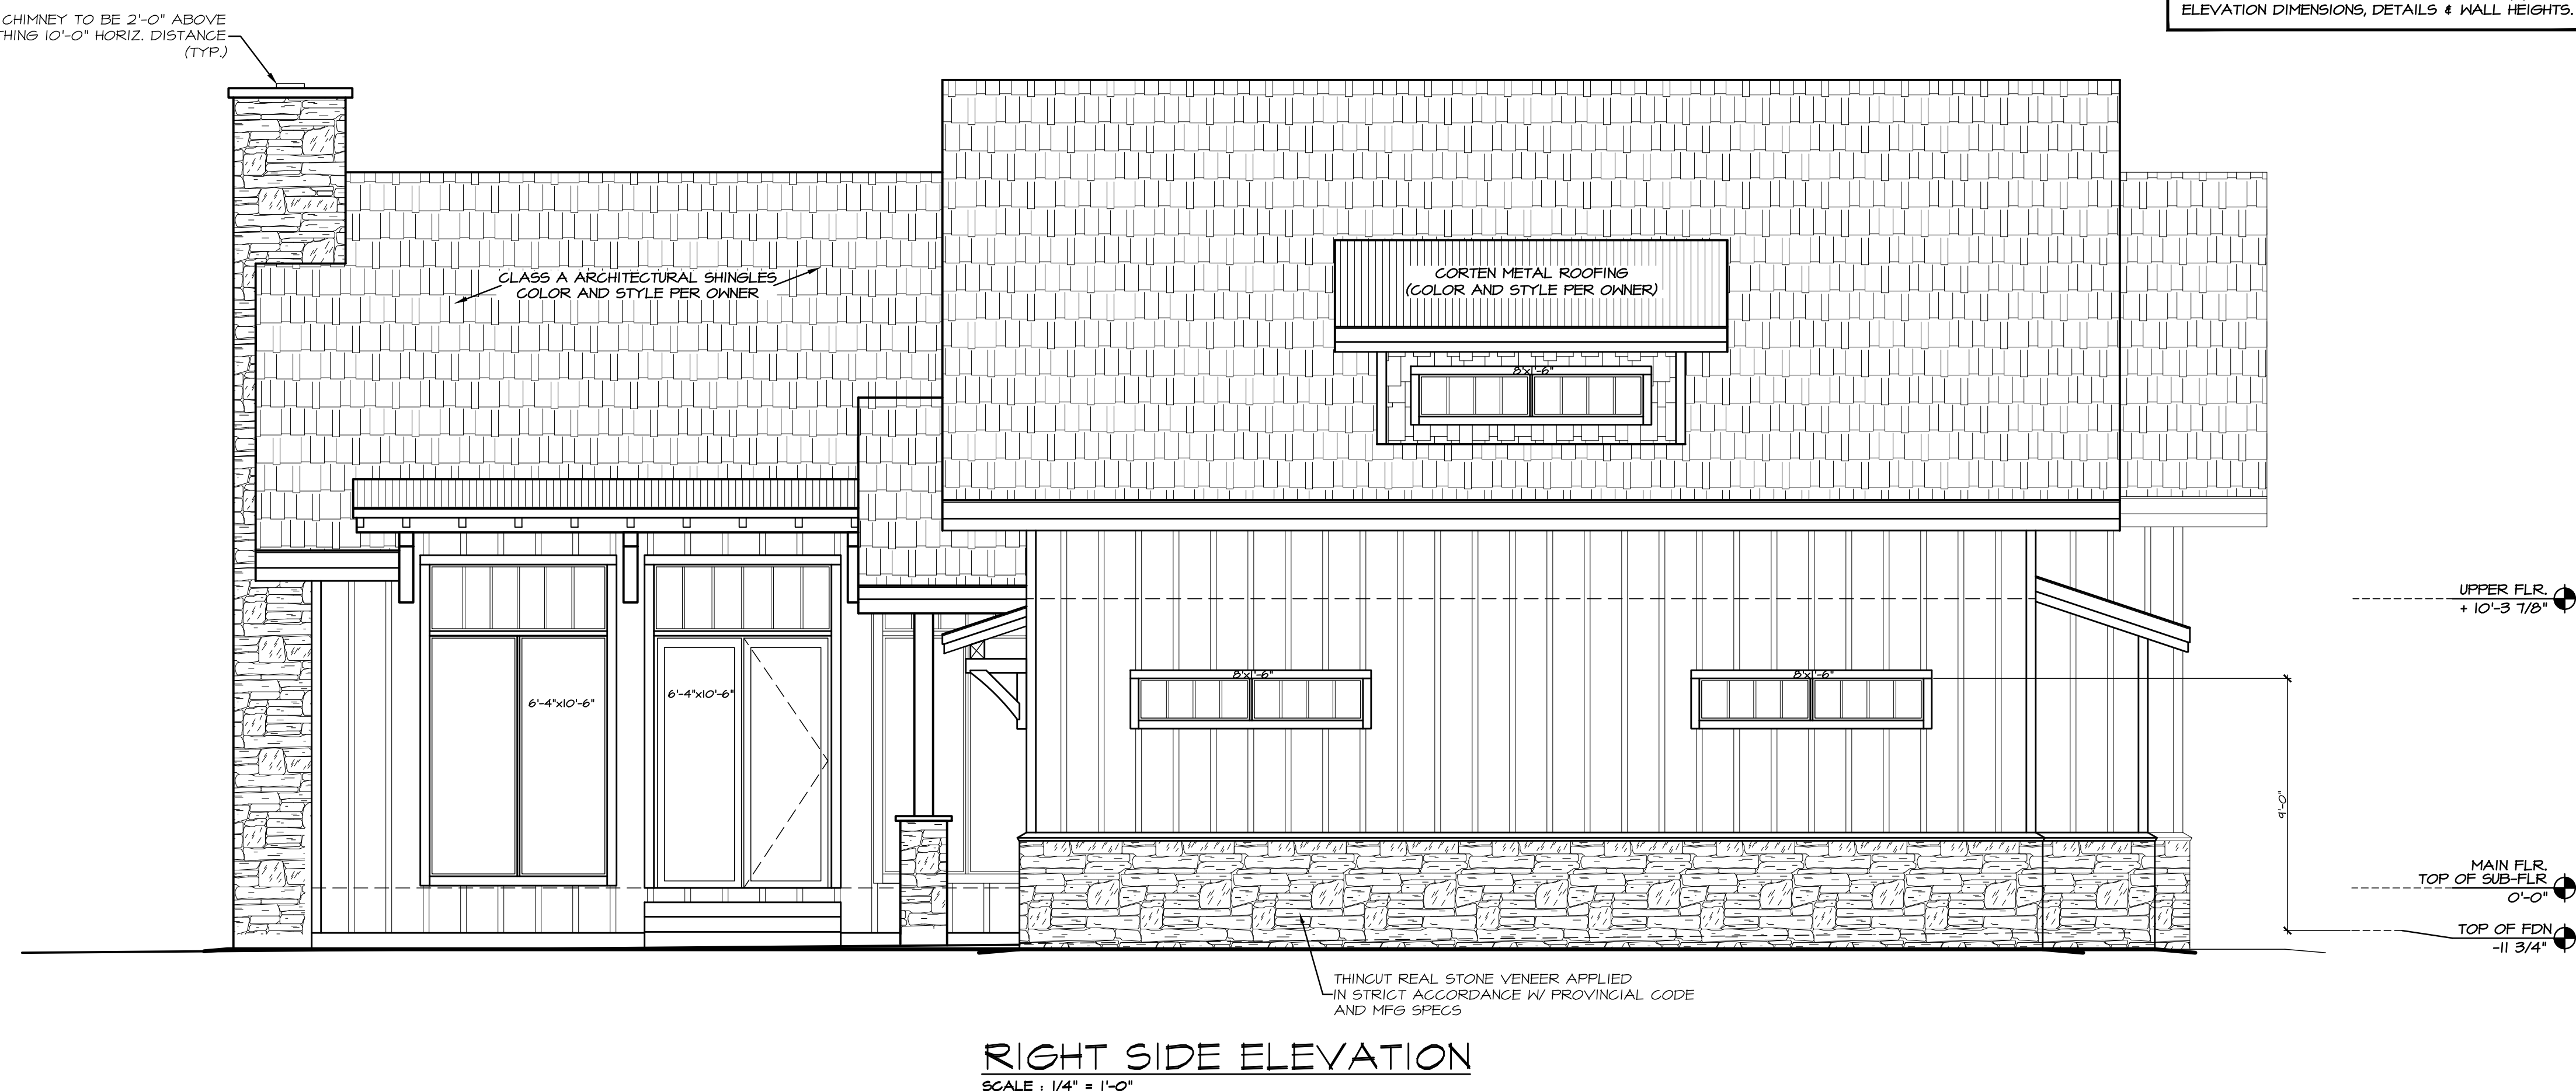 CHIMNEY TO BE 2'-0" ABOVE
THING 10'-0" HORIZ. DISTANCE
(TYP.)
ELEVATION DIMENSIONS, DETAILS & WALL HEIGHTS.
CLASS A ARCHITECTURAL SHINGLES
COLOR AND STYLE PER OWNER
CORTEN METAL ROOFING
(COLOR AND STYLE PER OWNER)
8'x1'-6"
UPPER FLR.
+ 10'-3 7/8"
8'x1'-6"
8'x1'-6"
6'-4"x10'-6"
6'-4"x10'-6"
9'-0"
MAIN FLR.
TOP OF SUB-FLR
0'-0"
TOP OF FDN
-11 3/4"
THINCUT REAL STONE VENEER APPLIED
IN STRICT ACCORDANCE W/ PROVINCIAL CODE
AND MFG SPECS
RIGHT SIDE ELEVATION
SCALE : 1/4" = 1'-0"